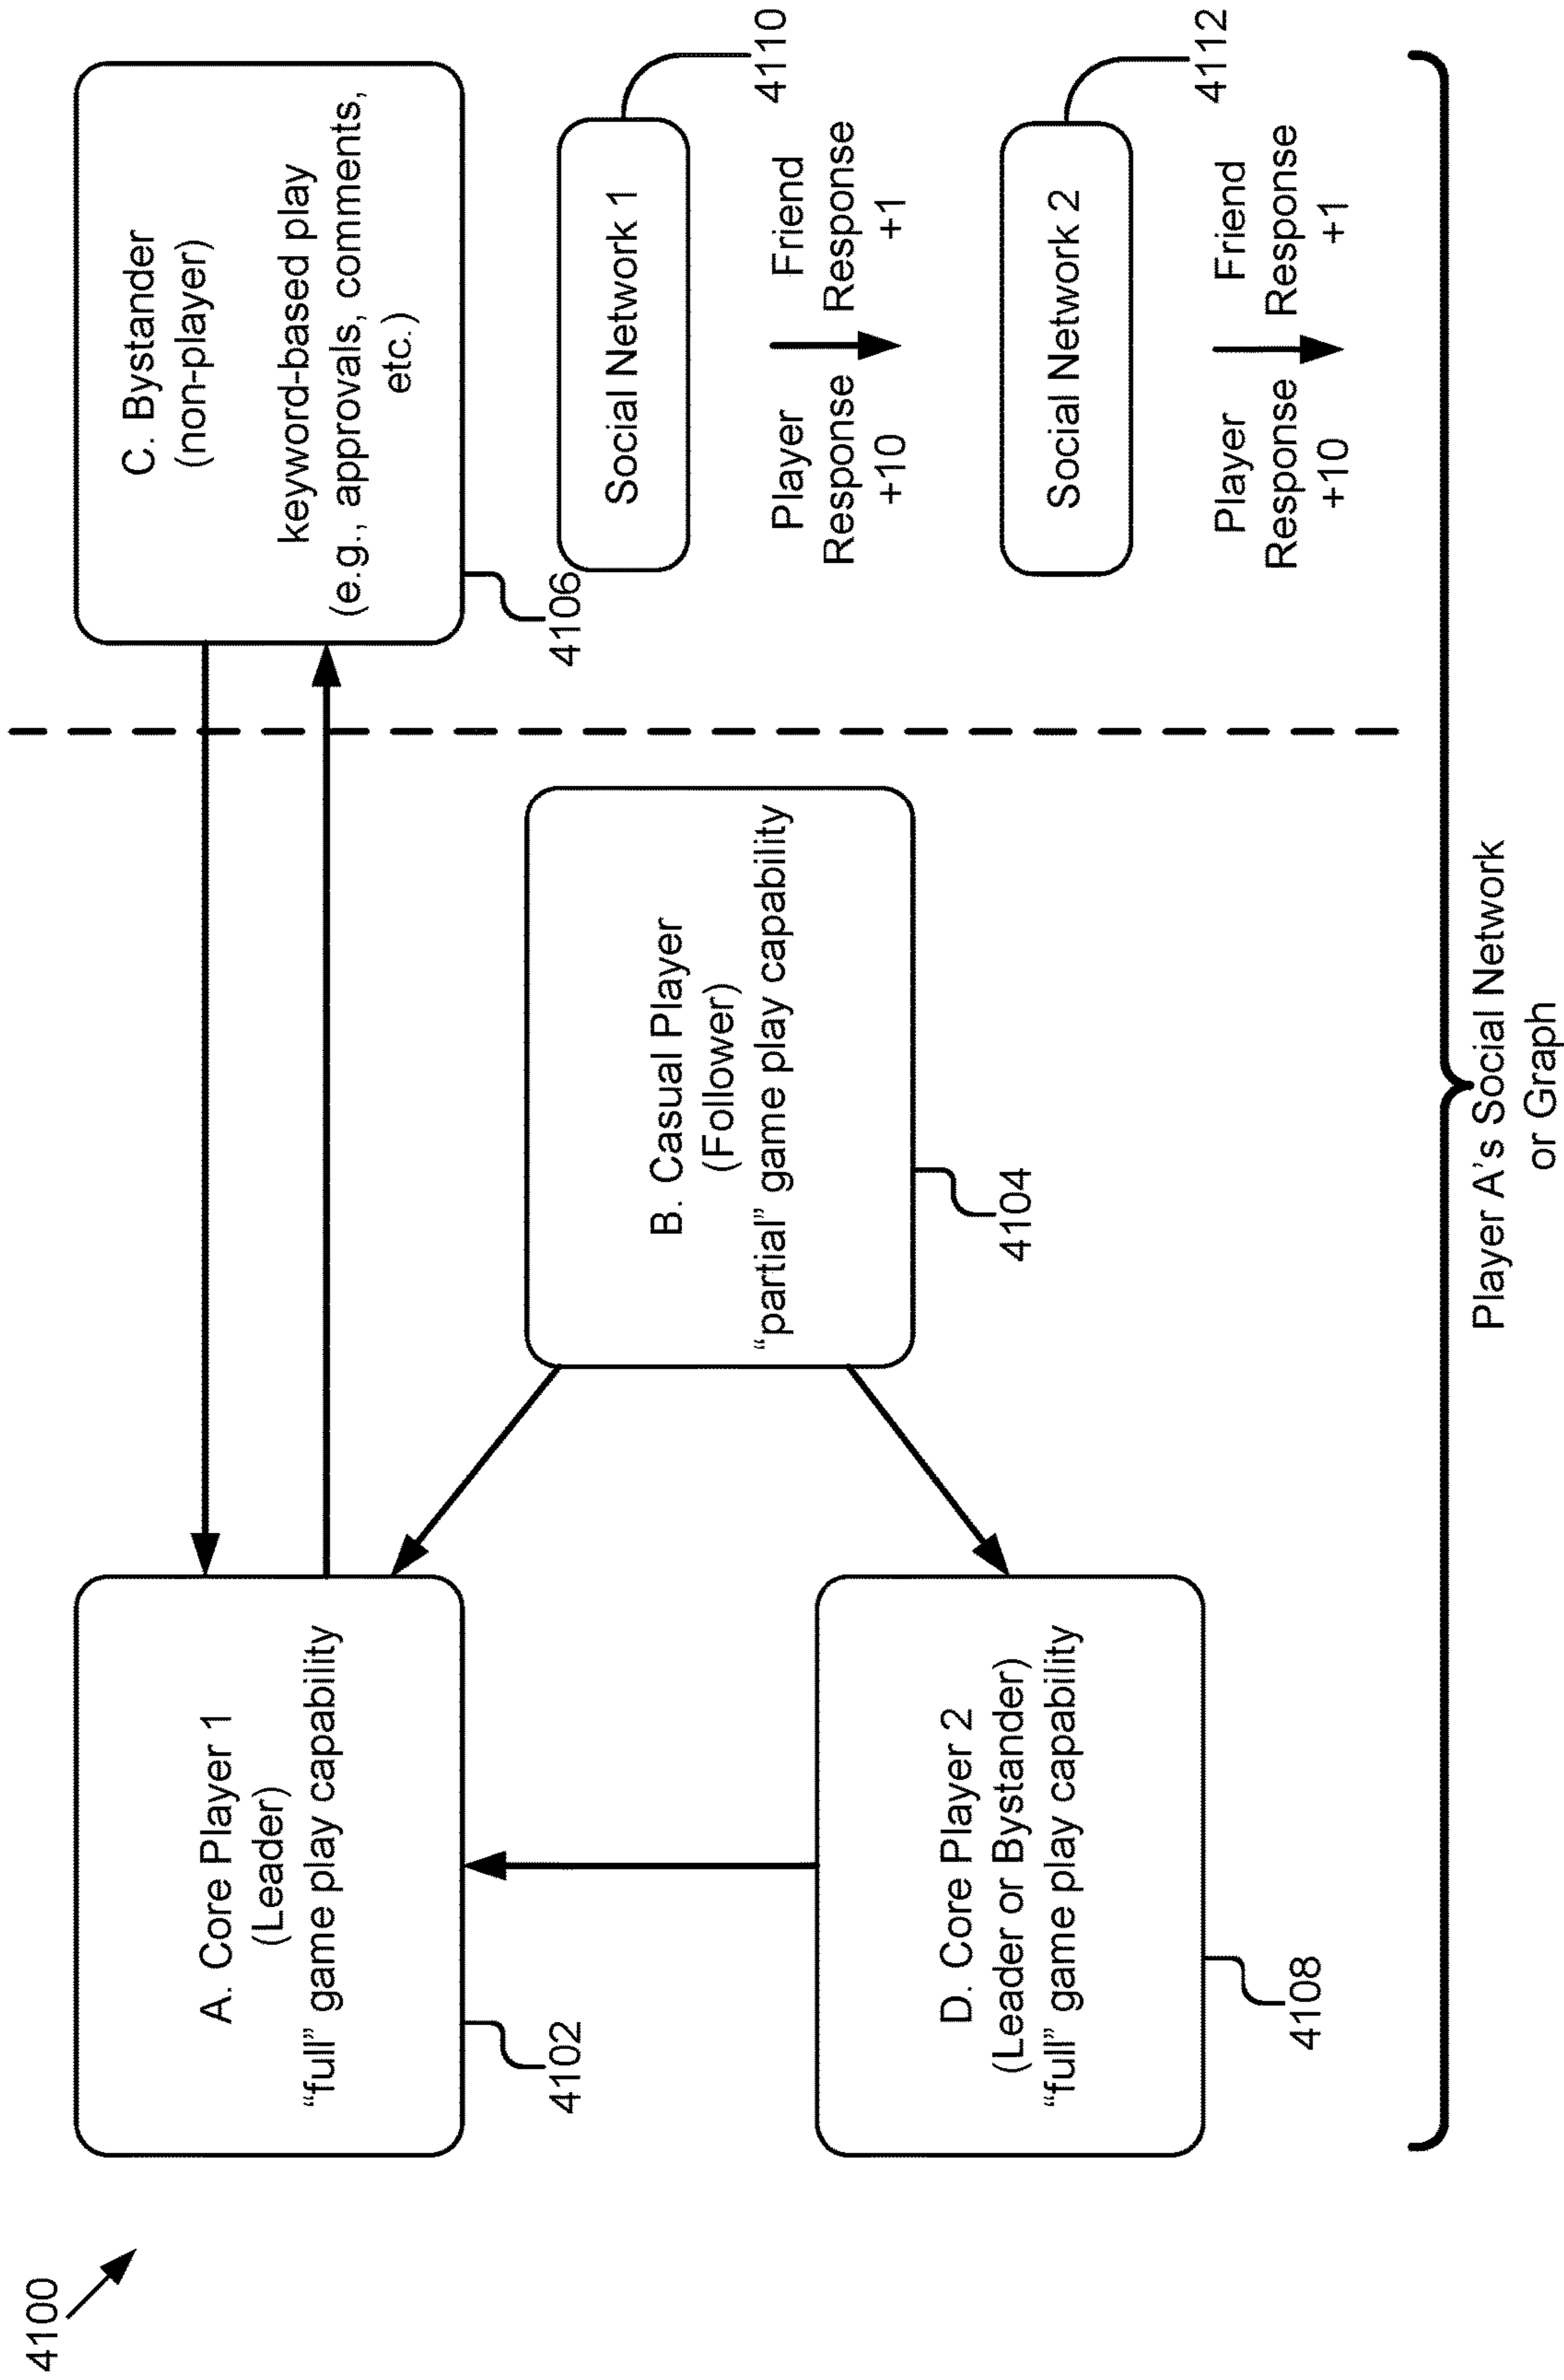 4100
A. Core Player 1
(Leader)
“full” game play capability
4102
C. Bystander
(non-player)
keyword-based play
(e.g., approvals, comments,
etc.)
4106
B. Casual Player
(Follower)
“partial” game play capability
4104
Social Network 1
4110
Player
Response
+10
Friend
Response
+1
D. Core Player 2
(Leader or Bystander)
“full” game play capability
4108
Social Network 2
4112
Player
Response
+10
Friend
Response
+1
Player A’s Social Network
or Graph